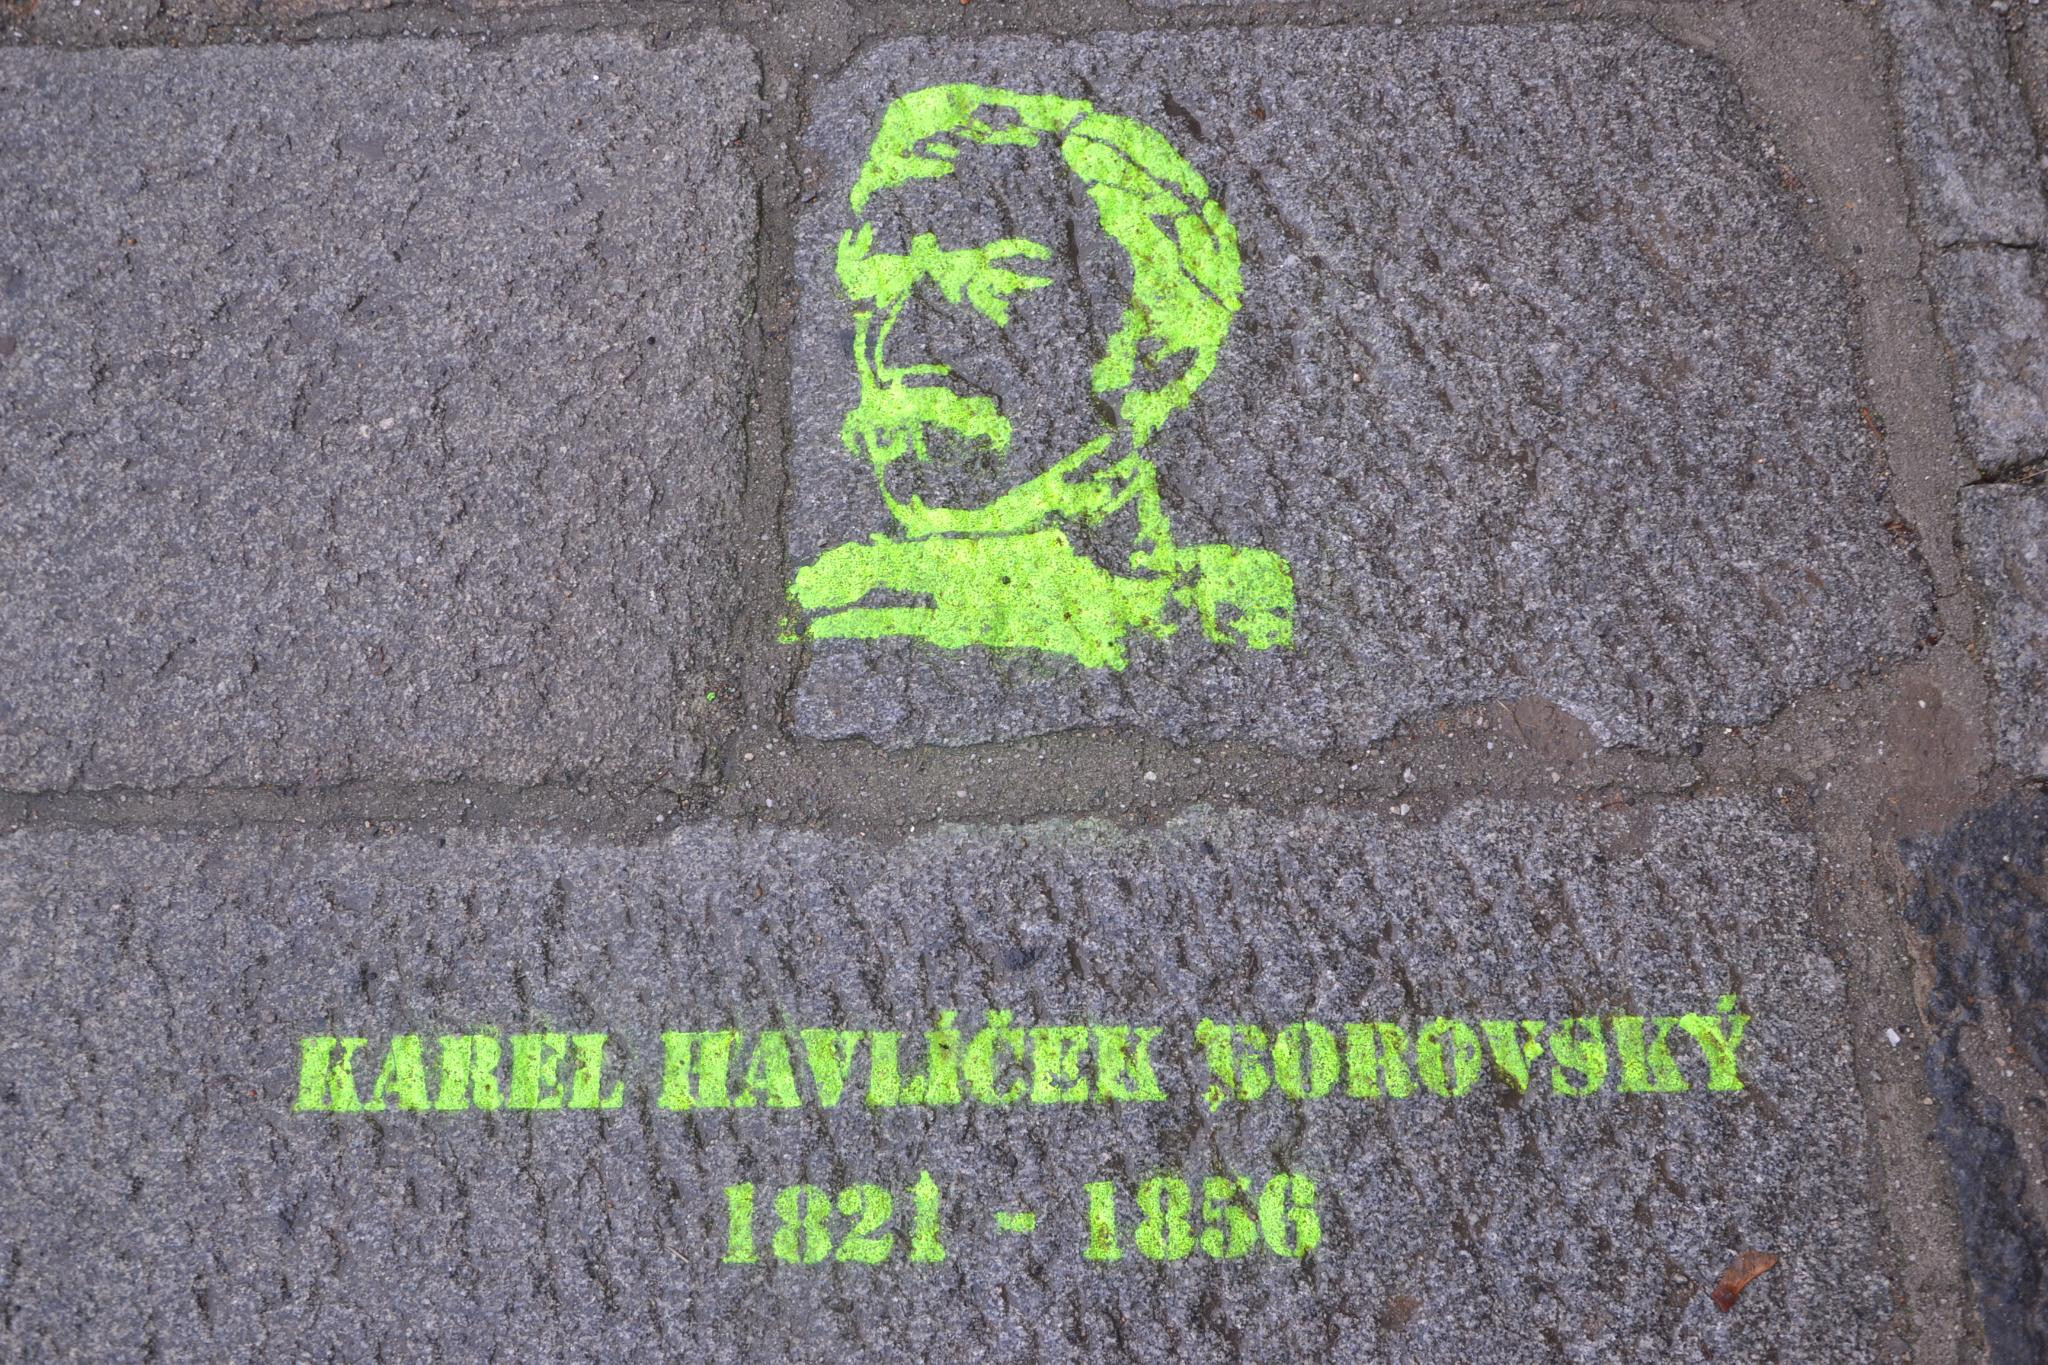 KAREL HAVLÍČEK BOROVSKÝ
1821 - 1856